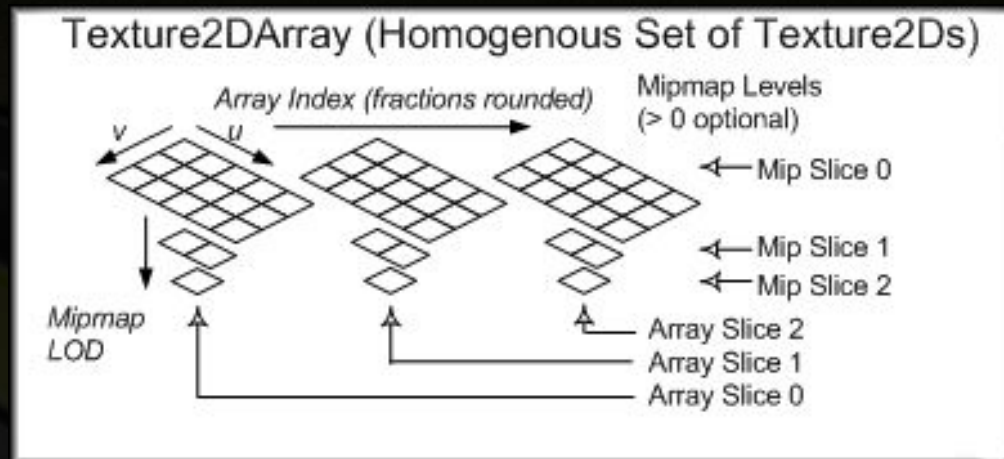 Texture2DArray (Homogenous Set of Texture2Ds)
Array Index (fractions rounded)
Mipmap Levels
(> 0 optional)
v
u
Mip Slice 0
Mip Slice 1
Mip Slice 2
Mipmap
LOD
Array Slice 2
Array Slice 1
Array Slice 0